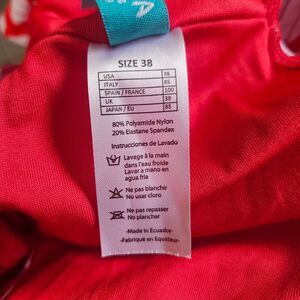 A
SIZE 38
USA 38
ITALY 85
SPAIN / FRANCE 100
UK 38
JAPAN / EU 85
80% Polyamide Nylon
20% Elastane Spandex
Instrucciones de Lavado
Lavage à la main
dans l'eau froide
Lavar a mano en
agua fría
Ne pas blanchir
No usar cloro
Ne pas repasser
No planchar
-Made in Ecuador-
-Fabriqué en Equateur-